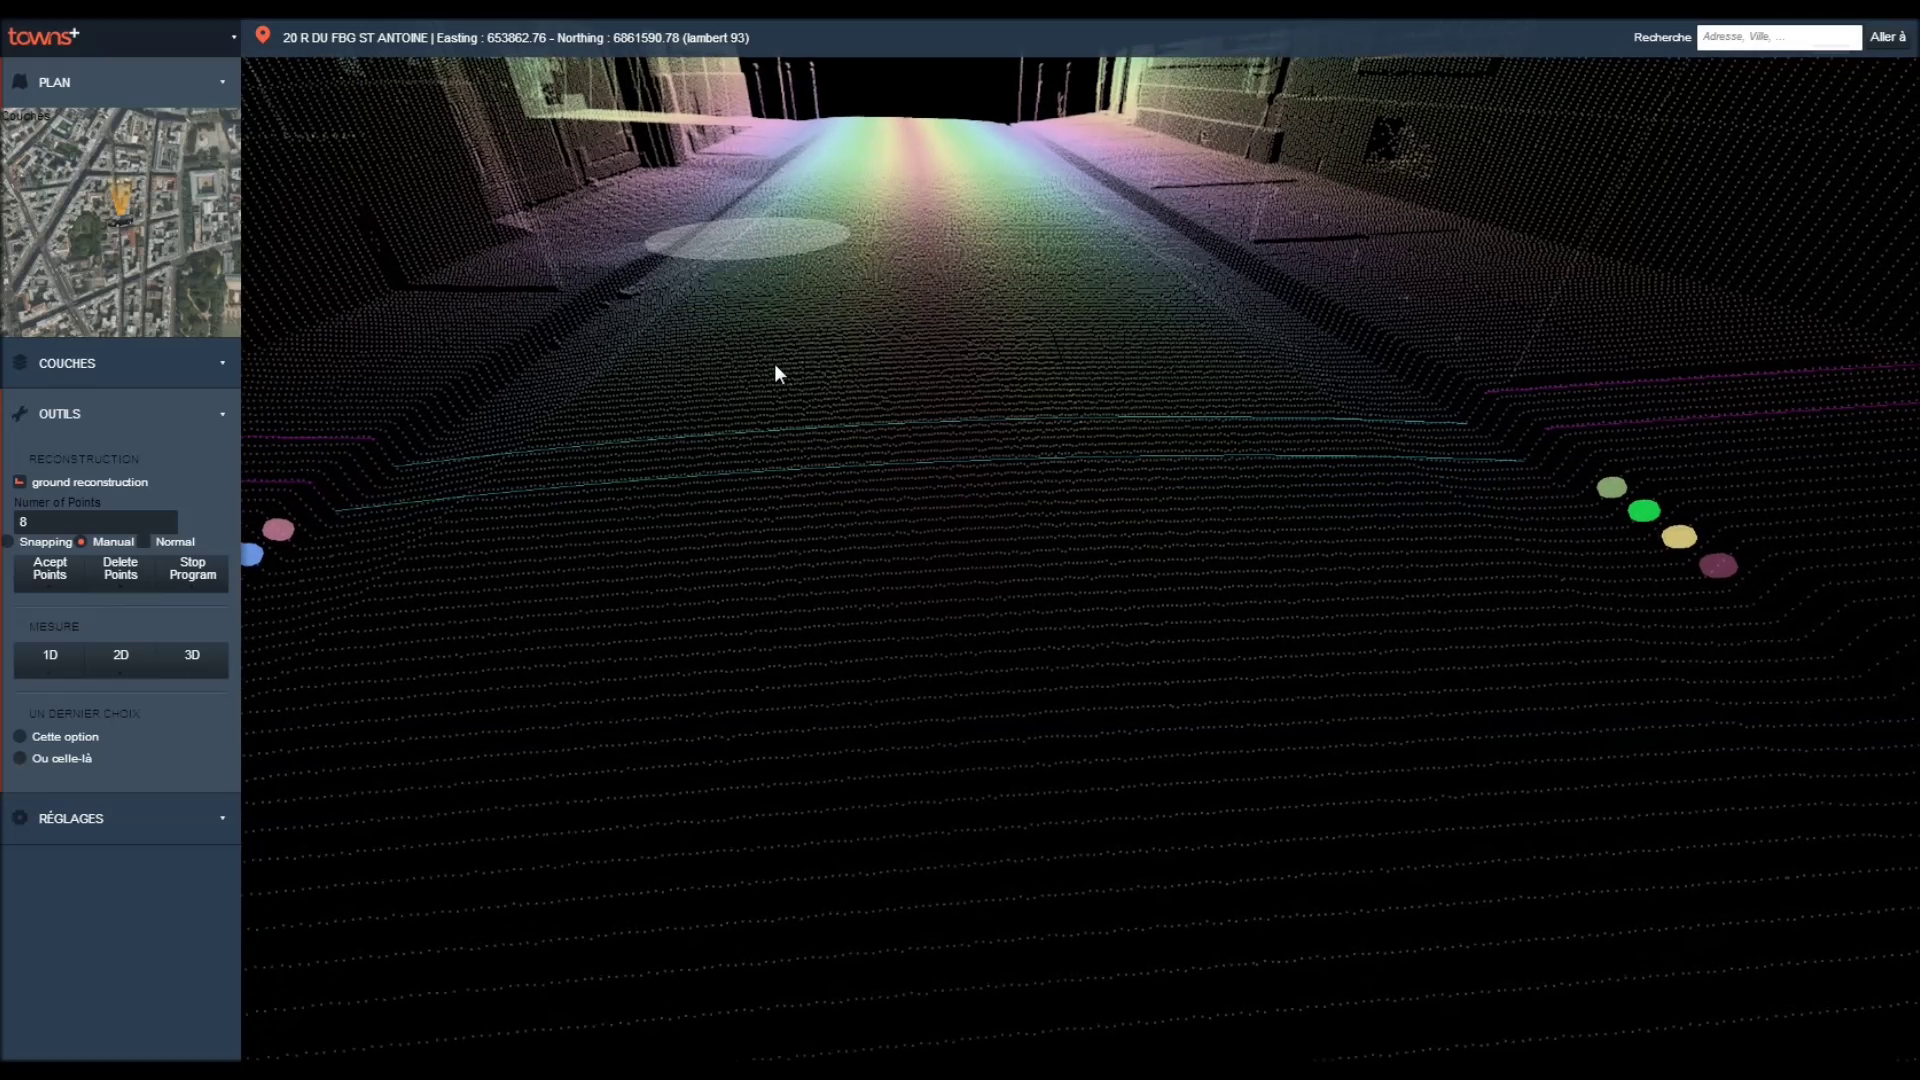 towns+
20 R DU FBG ST ANTOINE | Easting : 653862.76 - Northing : 6861590.78 (lambert 93)
Recherche
Adresse, Ville, ...
Aller à
PLAN
Couches
COUCHES
OUTILS
RECONSTRUCTION
ground reconstruction
Numer of Points
8
Snapping Manual Normal
Acept Points
Delete Points
Stop Program
MESURE
1D 2D 3D
UN DERNIER CHOIX
Cette option
Ou celle-là
RÉGLAGES